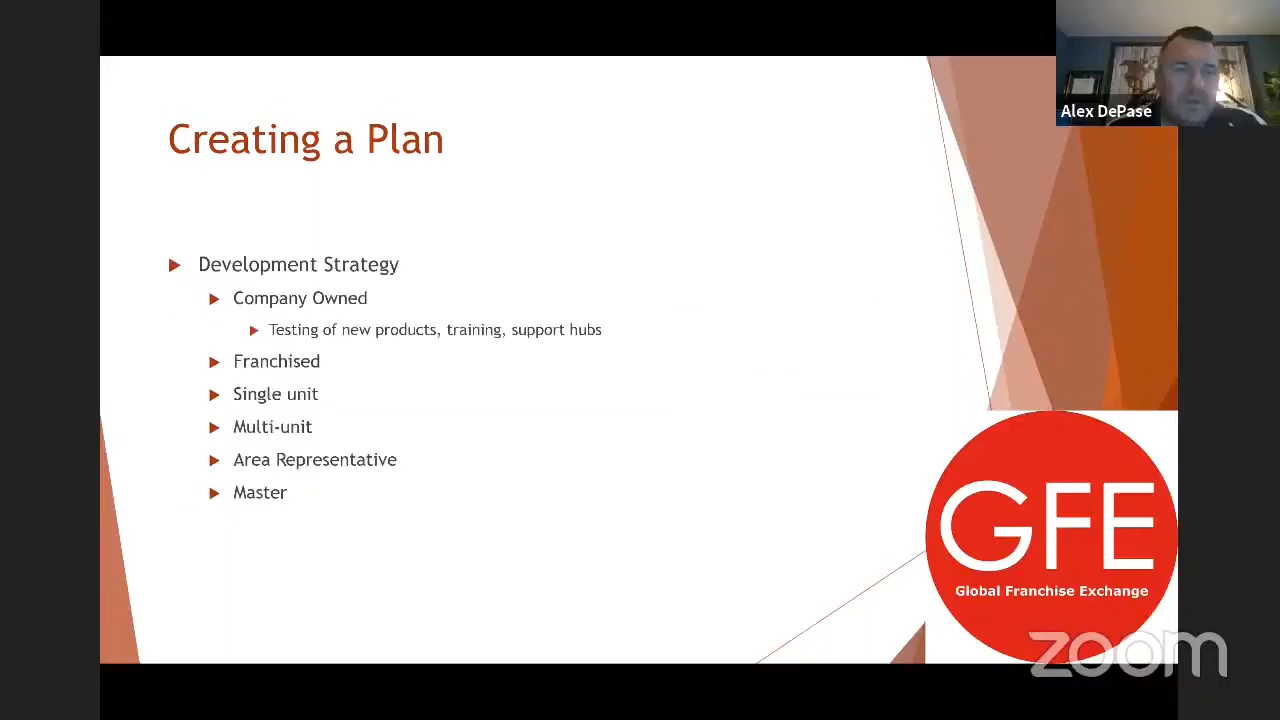 Alex DePase
Creating a Plan
Development Strategy
Company Owned
Testing of new products, training, support hubs
Franchised
Single unit
Multi-unit
Area Representative
Master
GFE
Global Franchise Exchange
zoom